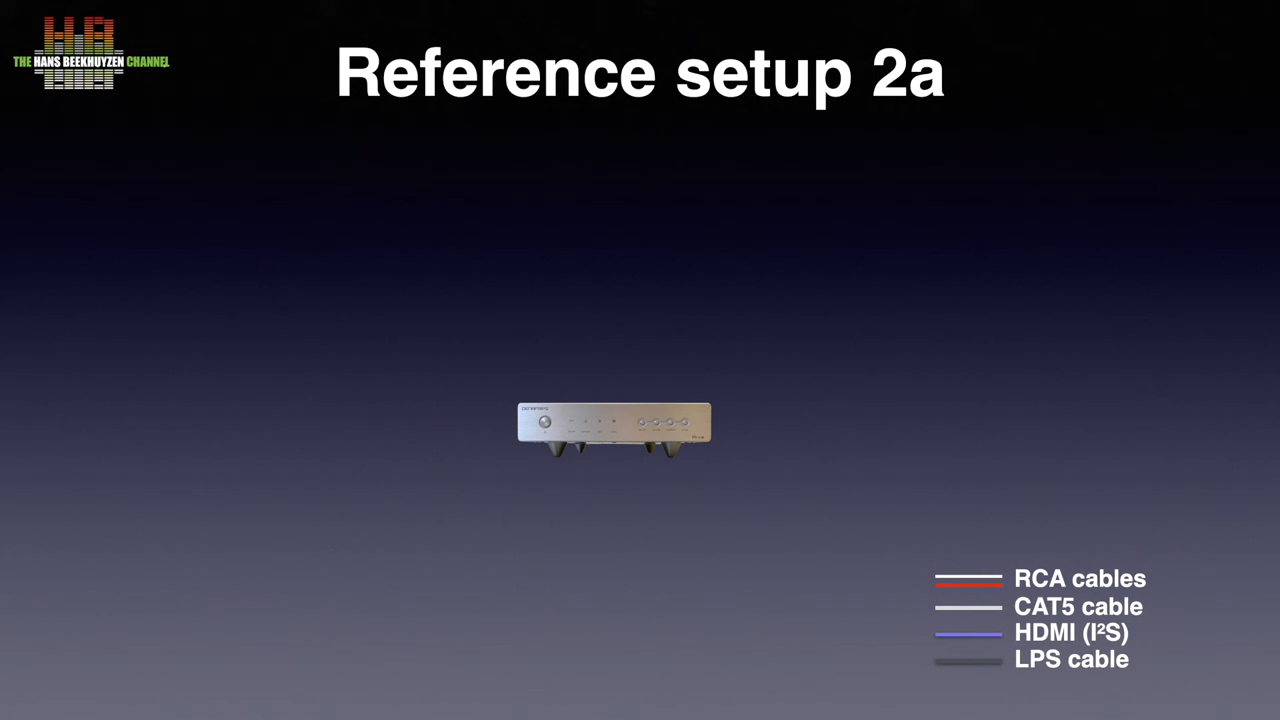 THE HANS BEEKHUYZEN CHANNEL
Reference setup 2a
RCA cables
CAT5 cable
HDMI (I²S)
LPS cable